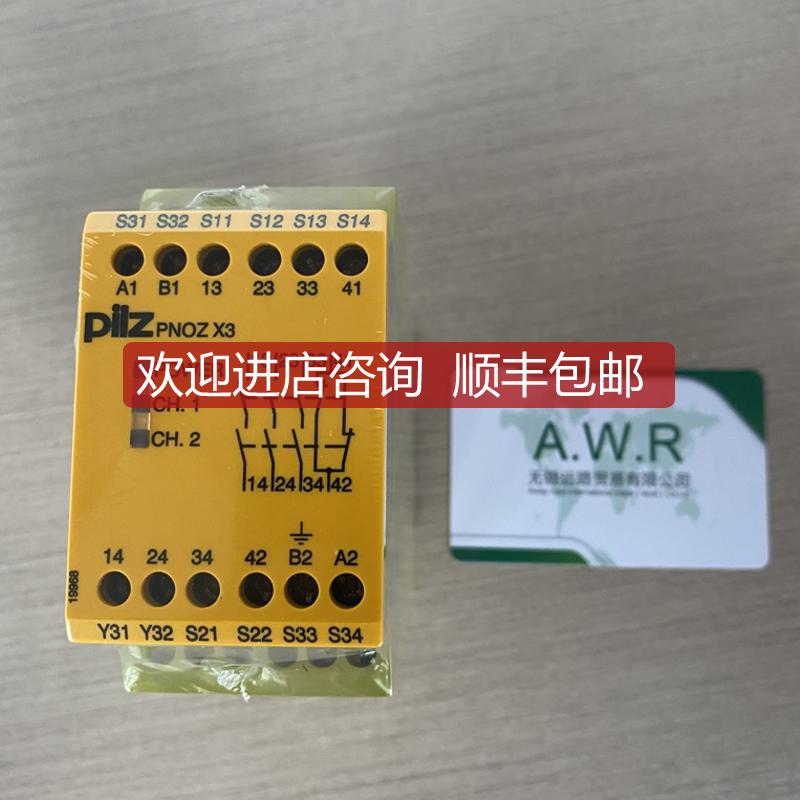 S31 S32 S11 S12 S13 S14
A1 B1 13 23 33 41
pilz PNOZ X3
欢迎进店咨询 顺丰包邮
CH. 1
CH. 2
14 24 34 42
14 24 34 42 B2 A2
19968
Y31 Y32 S21 S22 S33 S34
A.W.R